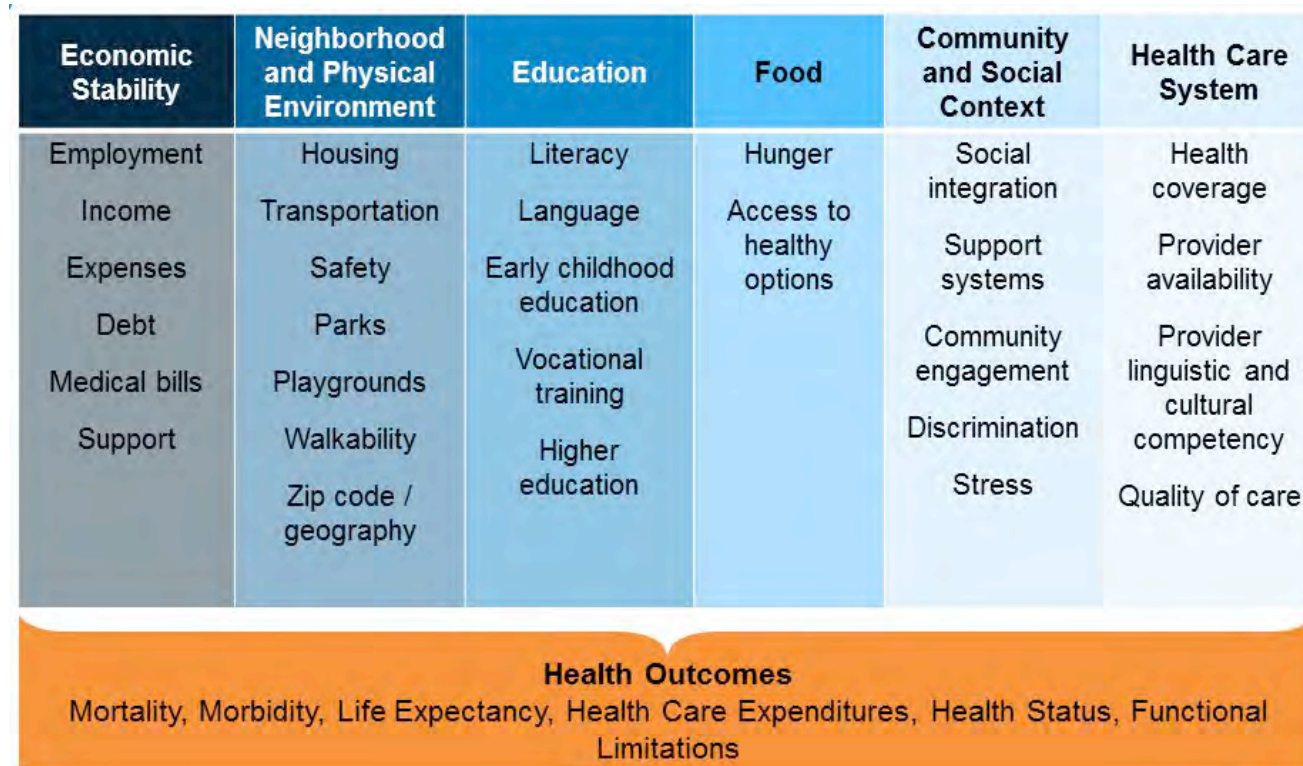 Economic
Stability
Neighborhood
and Physical
Environment
Education
Food
Community
and Social
Context
Health Care
System
Employment
Income
Expenses
Debt
Medical bills
Support
Housing
Transportation
Safety
Parks
Playgrounds
Walkability
Zip code /
geography
Literacy
Language
Early childhood
education
Vocational
training
Higher
education
Hunger
Access to
healthy
options
Social
integration
Support
systems
Community
engagement
Discrimination
Stress
Health
coverage
Provider
availability
Provider
linguistic and
cultural
competency
Quality of care
Health Outcomes
Mortality, Morbidity, Life Expectancy, Health Care Expenditures, Health Status, Functional
Limitations